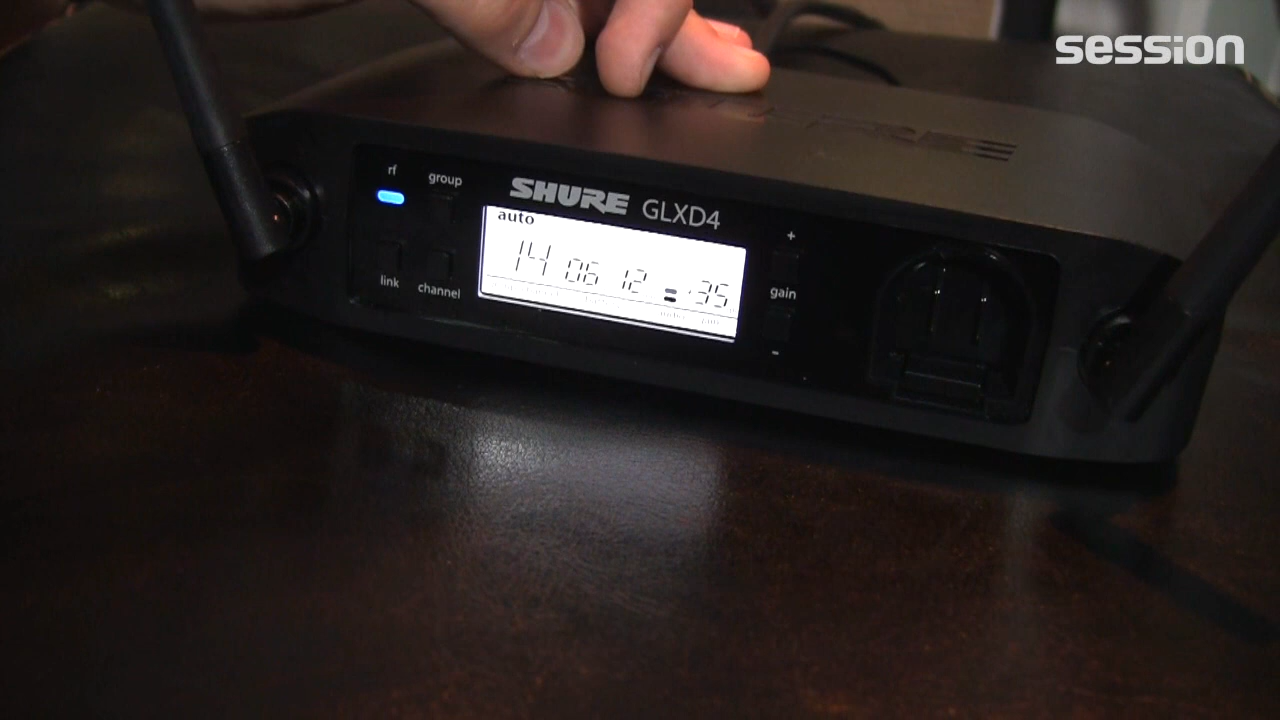 session
rf
group
SHURE GLXD4
auto
14 06 12 35
link
channel
+
gain
-